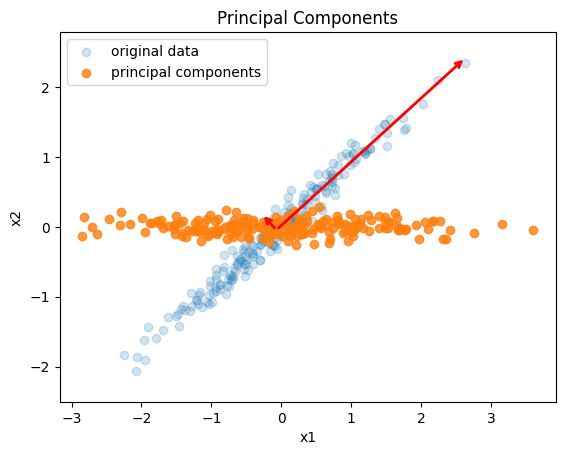 Principal Components
original data
principal components
x2
2
1
0
−1
−2
−3 −2 −1 0 1 2 3
x1